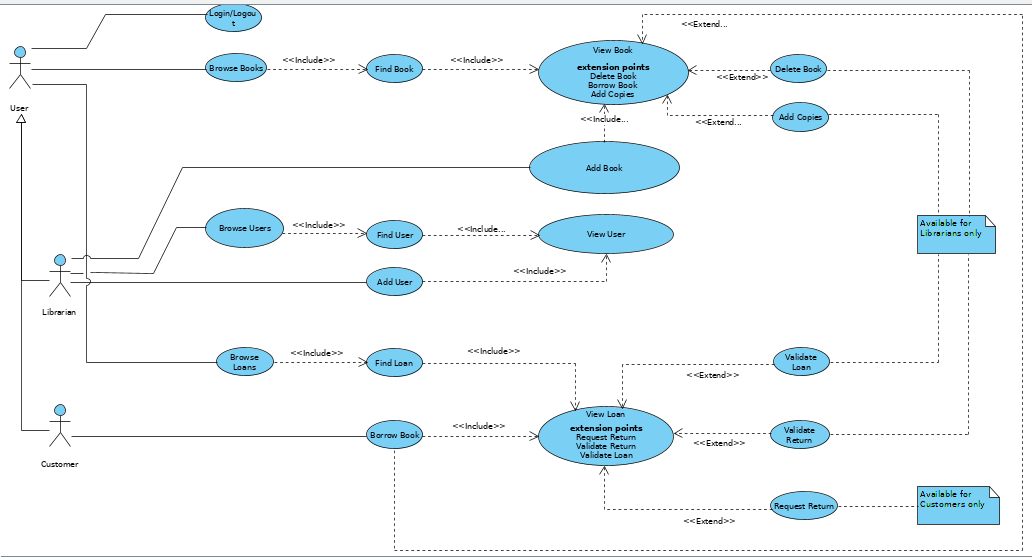 Login/Logou
t
<<Extend...
Browse Books
<<Include>>
Find Book
<<Include>>
View Book
extension points
Delete Book
Borrow Book
Add Copies
<<Extend>>
Delete Book
User
<<Include...
<<Extend...
Add Copies
Add Book
Browse Users
<<Include>>
Find User
<<Include...
View User
Available for
Librarians only
<<Include>>
Add User
Librarian
Browse
Loans
<<Include>>
Find Loan
<<Include>>
<<Extend>>
Validate
Loan
View Loan
extension points
Request Return
Validate Return
Validate Loan
Customer
Borrow Book
<<Include>>
<<Extend>>
Validate
Return
<<Extend>>
Request Return
Available for
Customers only